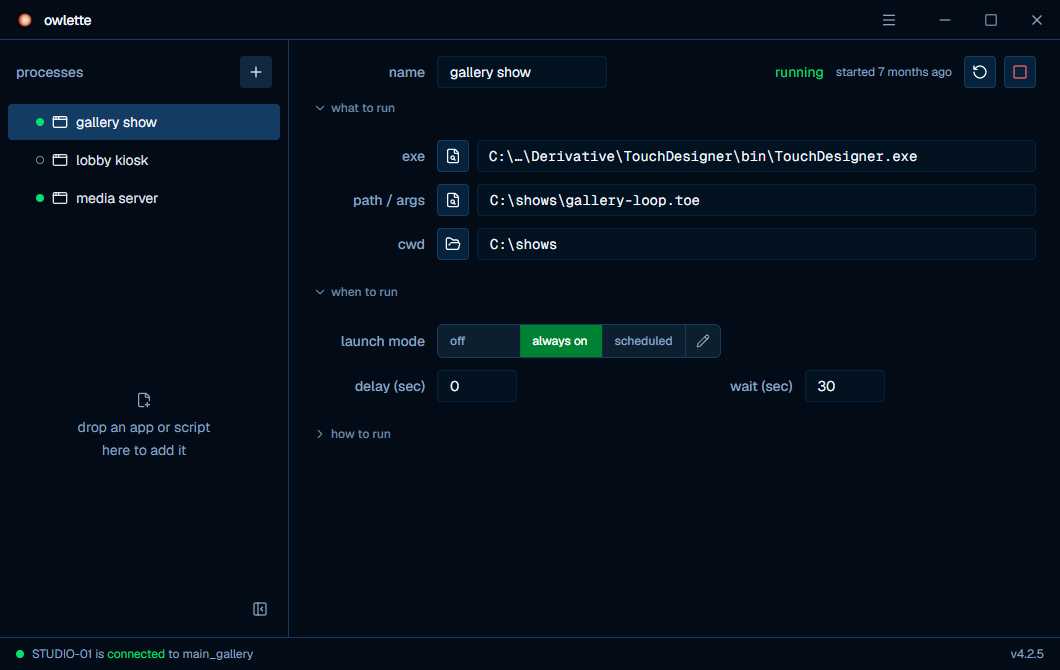 owlette
processes
gallery show
lobby kiosk
media server
drop an app or script
here to add it
name
gallery show
running
started 7 months ago
what to run
exe
C:\…\Derivative\TouchDesigner\bin\TouchDesigner.exe
path / args
C:\shows\gallery-loop.toe
cwd
C:\shows
when to run
launch mode
off
always on
scheduled
delay (sec)
0
wait (sec)
30
how to run
STUDIO-01 is connected to main_gallery
v4.2.5